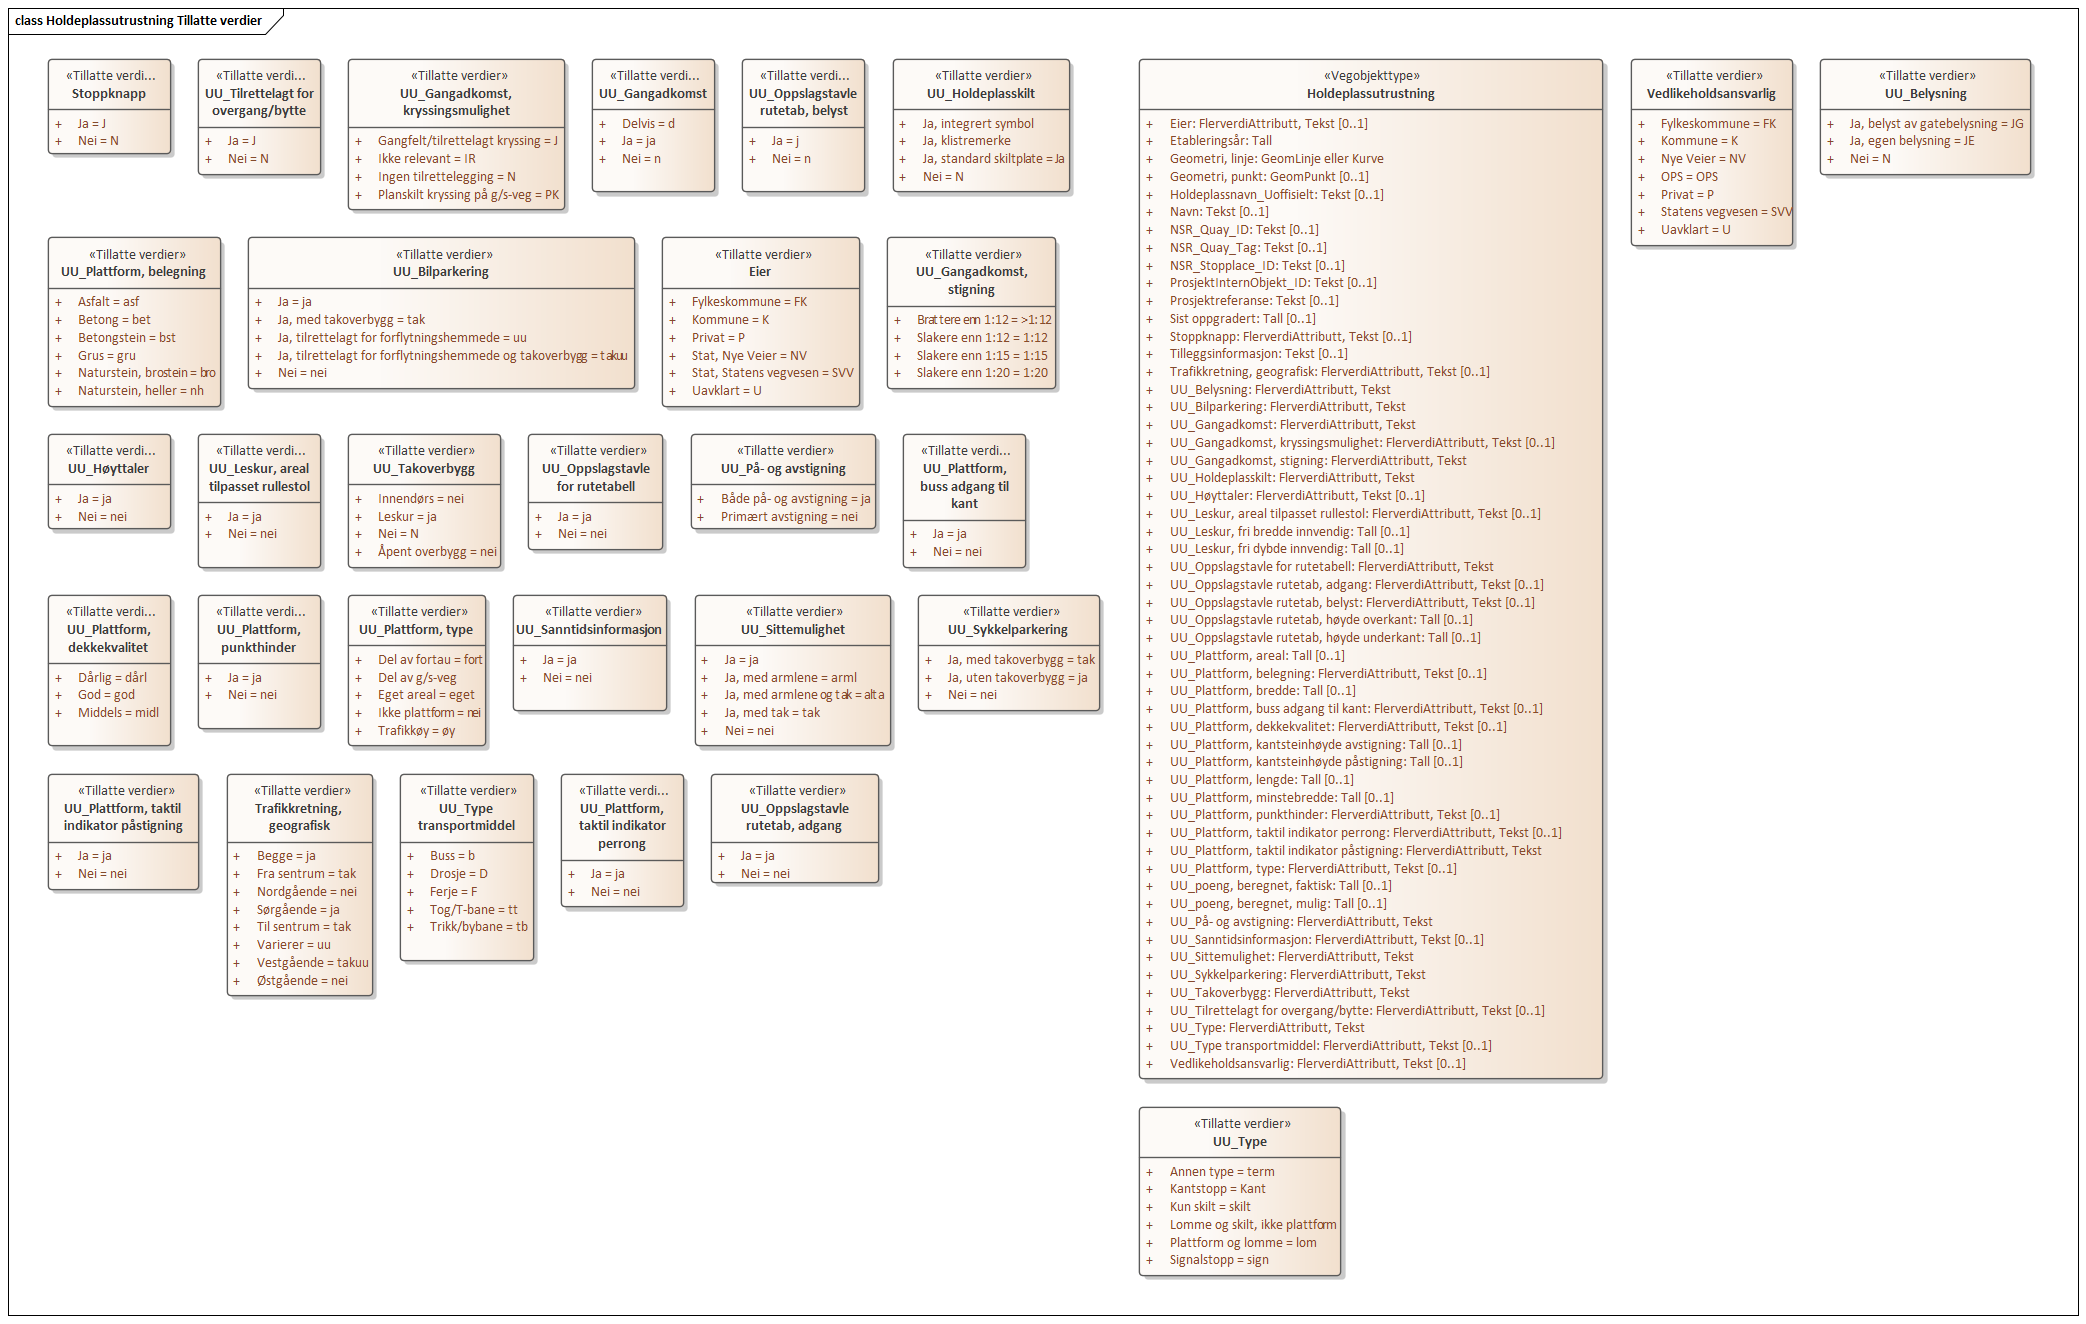 class Holdeplassutrustning Tillatte verdier
«Tillatte verdi...
Stoppknapp
+ Ja = J
+ Nei = N
«Tillatte verdi...
UU_Tilrettelagt for
overgang/bytte
+ Ja = J
+ Nei = N
«Tillatte verdier»
UU_Gangadkomst,
kryssingsmulighet
+ Gangfelt/tilrettelagt kryssing = J
+ Ikke relevant = IR
+ Ingen tilrettelegging = N
+ Planskilt kryssing på g/s-veg = PK
«Tillatte verdi...
UU_Gangadkomst
+ Delvis = d
+ Ja = ja
+ Nei = n
«Tillatte verdi...
UU_Oppslagstavle
rutetab, belyst
+ Ja = j
+ Nei = n
«Tillatte verdier»
UU_Holdeplasskilt
+ Ja, integrert symbol
+ Ja, klistremerke
+ Ja, standard skiltplate = Ja
+ Nei = N
«Vegobjekttype»
Holdeplassutrustning
+ Eier: FlerverdiAttributt, Tekst [0..1]
+ Etableringsår: Tall
+ Geometri, linje: GeomLinje eller Kurve
+ Geometri, punkt: GeomPunkt [0..1]
+ Holdeplassnavn_Uoffisielt: Tekst [0..1]
+ Navn: Tekst [0..1]
+ NSR_Quay_ID: Tekst [0..1]
+ NSR_Quay_Tag: Tekst [0..1]
+ NSR_Stopplace_ID: Tekst [0..1]
+ ProsjektInternObjekt_ID: Tekst [0..1]
+ Prosjektreferanse: Tekst [0..1]
+ Sist oppgradert: Tall [0..1]
+ Stoppknapp: FlerverdiAttributt, Tekst [0..1]
+ Tilleggsinformasjon: Tekst [0..1]
+ Trafikkretning, geografisk: FlerverdiAttributt, Tekst [0..1]
+ UU_Belysning: FlerverdiAttributt, Tekst
+ UU_Bilparkering: FlerverdiAttributt, Tekst
+ UU_Gangadkomst: FlerverdiAttributt, Tekst
+ UU_Gangadkomst, kryssingsmulighet: FlerverdiAttributt, Tekst [0..1]
+ UU_Gangadkomst, stigning: FlerverdiAttributt, Tekst
+ UU_Holdeplasskilt: FlerverdiAttributt, Tekst
+ UU_Høyttaler: FlerverdiAttributt, Tekst [0..1]
+ UU_Leskur, areal tilpasset rullestol: FlerverdiAttributt, Tekst [0..1]
+ UU_Leskur, fri bredde innvendig: Tall [0..1]
+ UU_Leskur, fri dybde innvendig: Tall [0..1]
+ UU_Oppslagstavle for rutetabell: FlerverdiAttributt, Tekst
+ UU_Oppslagstavle rutetab, adgang: FlerverdiAttributt, Tekst [0..1]
+ UU_Oppslagstavle rutetab, belyst: FlerverdiAttributt, Tekst [0..1]
+ UU_Oppslagstavle rutetab, høyde overkant: Tall [0..1]
+ UU_Oppslagstavle rutetab, høyde underkant: Tall [0..1]
+ UU_Plattform, areal: Tall [0..1]
+ UU_Plattform, belegning: FlerverdiAttributt, Tekst [0..1]
+ UU_Plattform, bredde: Tall [0..1]
+ UU_Plattform, buss adgang til kant: FlerverdiAttributt, Tekst [0..1]
+ UU_Plattform, dekkekvalitet: FlerverdiAttributt, Tekst [0..1]
+ UU_Plattform, kantsteinhøyde avstigning: Tall [0..1]
+ UU_Plattform, kantsteinhøyde påstigning: Tall [0..1]
+ UU_Plattform, lengde: Tall [0..1]
+ UU_Plattform, minstebredde: Tall [0..1]
+ UU_Plattform, punkthinder: FlerverdiAttributt, Tekst [0..1]
+ UU_Plattform, taktil indikator perrong: FlerverdiAttributt, Tekst [0..1]
+ UU_Plattform, taktil indikator påstigning: FlerverdiAttributt, Tekst
+ UU_Plattform, type: FlerverdiAttributt, Tekst [0..1]
+ UU_poeng, beregnet, faktisk: Tall [0..1]
+ UU_poeng, beregnet, mulig: Tall [0..1]
+ UU_På- og avstigning: FlerverdiAttributt, Tekst
+ UU_Sanntidsinformasjon: FlerverdiAttributt, Tekst [0..1]
+ UU_Sittemulighet: FlerverdiAttributt, Tekst
+ UU_Sykkelparkering: FlerverdiAttributt, Tekst
+ UU_Takoverbygg: FlerverdiAttributt, Tekst
+ UU_Tilrettelagt for overgang/bytte: FlerverdiAttributt, Tekst [0..1]
+ UU_Type: FlerverdiAttributt, Tekst
+ UU_Type transportmiddel: FlerverdiAttributt, Tekst [0..1]
+ Vedlikeholdsansvarlig: FlerverdiAttributt, Tekst [0..1]
«Tillatte verdier»
Vedlikeholdsansvarlig
+ Fylkeskommune = FK
+ Kommune = K
+ Nye Veier = NV
+ OPS = OPS
+ Privat = P
+ Statens vegvesen = SVV
+ Uavklart = U
«Tillatte verdier»
UU_Belysning
+ Ja, belyst av gatebelysning = JG
+ Ja, egen belysning = JE
+ Nei = N
«Tillatte verdier»
UU_Plattform, belegning
+ Asfalt = asf
+ Betong = bet
+ Betongstein = bst
+ Grus = gru
+ Naturstein, brostein = bro
+ Naturstein, heller = nh
«Tillatte verdier»
UU_Bilparkering
+ Ja = ja
+ Ja, med takoverbygg = tak
+ Ja, tilrettelagt for forflytningshemmede = uu
+ Ja, tilrettelagt for forflytningshemmede og takoverbygg = takuu
+ Nei = nei
«Tillatte verdier»
Eier
+ Fylkeskommune = FK
+ Kommune = K
+ Privat = P
+ Stat, Nye Veier = NV
+ Stat, Statens vegvesen = SVV
+ Uavklart = U
«Tillatte verdier»
UU_Gangadkomst,
stigning
+ Brattere enn 1:12 = >1:12
+ Slakere enn 1:12 = 1:12
+ Slakere enn 1:15 = 1:15
+ Slakere enn 1:20 = 1:20
«Tillatte verdi...
UU_Høyttaler
+ Ja = ja
+ Nei = nei
«Tillatte verdi...
UU_Leskur, areal
tilpasset rullestol
+ Ja = ja
+ Nei = nei
«Tillatte verdier»
UU_Takoverbygg
+ Innendørs = nei
+ Leskur = ja
+ Nei = N
+ Åpent overbygg = nei
«Tillatte verdier»
UU_Oppslagstavle
for rutetabell
+ Ja = ja
+ Nei = nei
«Tillatte verdier»
UU_På- og avstigning
+ Både på- og avstigning = ja
+ Primært avstigning = nei
«Tillatte verdi...
UU_Plattform,
buss adgang til
kant
+ Ja = ja
+ Nei = nei
«Tillatte verdi...
UU_Plattform,
dekkekvalitet
+ Dårlig = dårl
+ God = god
+ Middels = midl
«Tillatte verdi...
UU_Plattform,
punkthinder
+ Ja = ja
+ Nei = nei
«Tillatte verdier»
UU_Plattform, type
+ Del av fortau = fort
+ Del av g/s-veg
+ Eget areal = eget
+ Ikke plattform = nei
+ Trafikkøy = øy
«Tillatte verdier»
UU_Sanntidsinformasjon
+ Ja = ja
+ Nei = nei
«Tillatte verdier»
UU_Sittemulighet
+ Ja = ja
+ Ja, med armlene = arml
+ Ja, med armlene og tak = alta
+ Ja, med tak = tak
+ Nei = nei
«Tillatte verdier»
UU_Sykkelparkering
+ Ja, med takoverbygg = tak
+ Ja, uten takoverbygg = ja
+ Nei = nei
«Tillatte verdier»
UU_Plattform, taktil
indikator påstigning
+ Ja = ja
+ Nei = nei
«Tillatte verdier»
Trafikkretning,
geografisk
+ Begge = ja
+ Fra sentrum = tak
+ Nordgående = nei
+ Sørgående = ja
+ Til sentrum = tak
+ Varierer = uu
+ Vestgående = takuu
+ Østgående = nei
«Tillatte verdier»
UU_Type
transportmiddel
+ Buss = b
+ Drosje = D
+ Ferje = F
+ Tog/T-bane = tt
+ Trikk/bybane = tb
«Tillatte verdi...
UU_Plattform,
taktil indikator
perrong
+ Ja = ja
+ Nei = nei
«Tillatte verdier»
UU_Oppslagstavle
rutetab, adgang
+ Ja = ja
+ Nei = nei
«Tillatte verdier»
UU_Type
+ Annen type = term
+ Kantstopp = Kant
+ Kun skilt = skilt
+ Lomme og skilt, ikke plattform
+ Plattform og lomme = lom
+ Signalstopp = sign